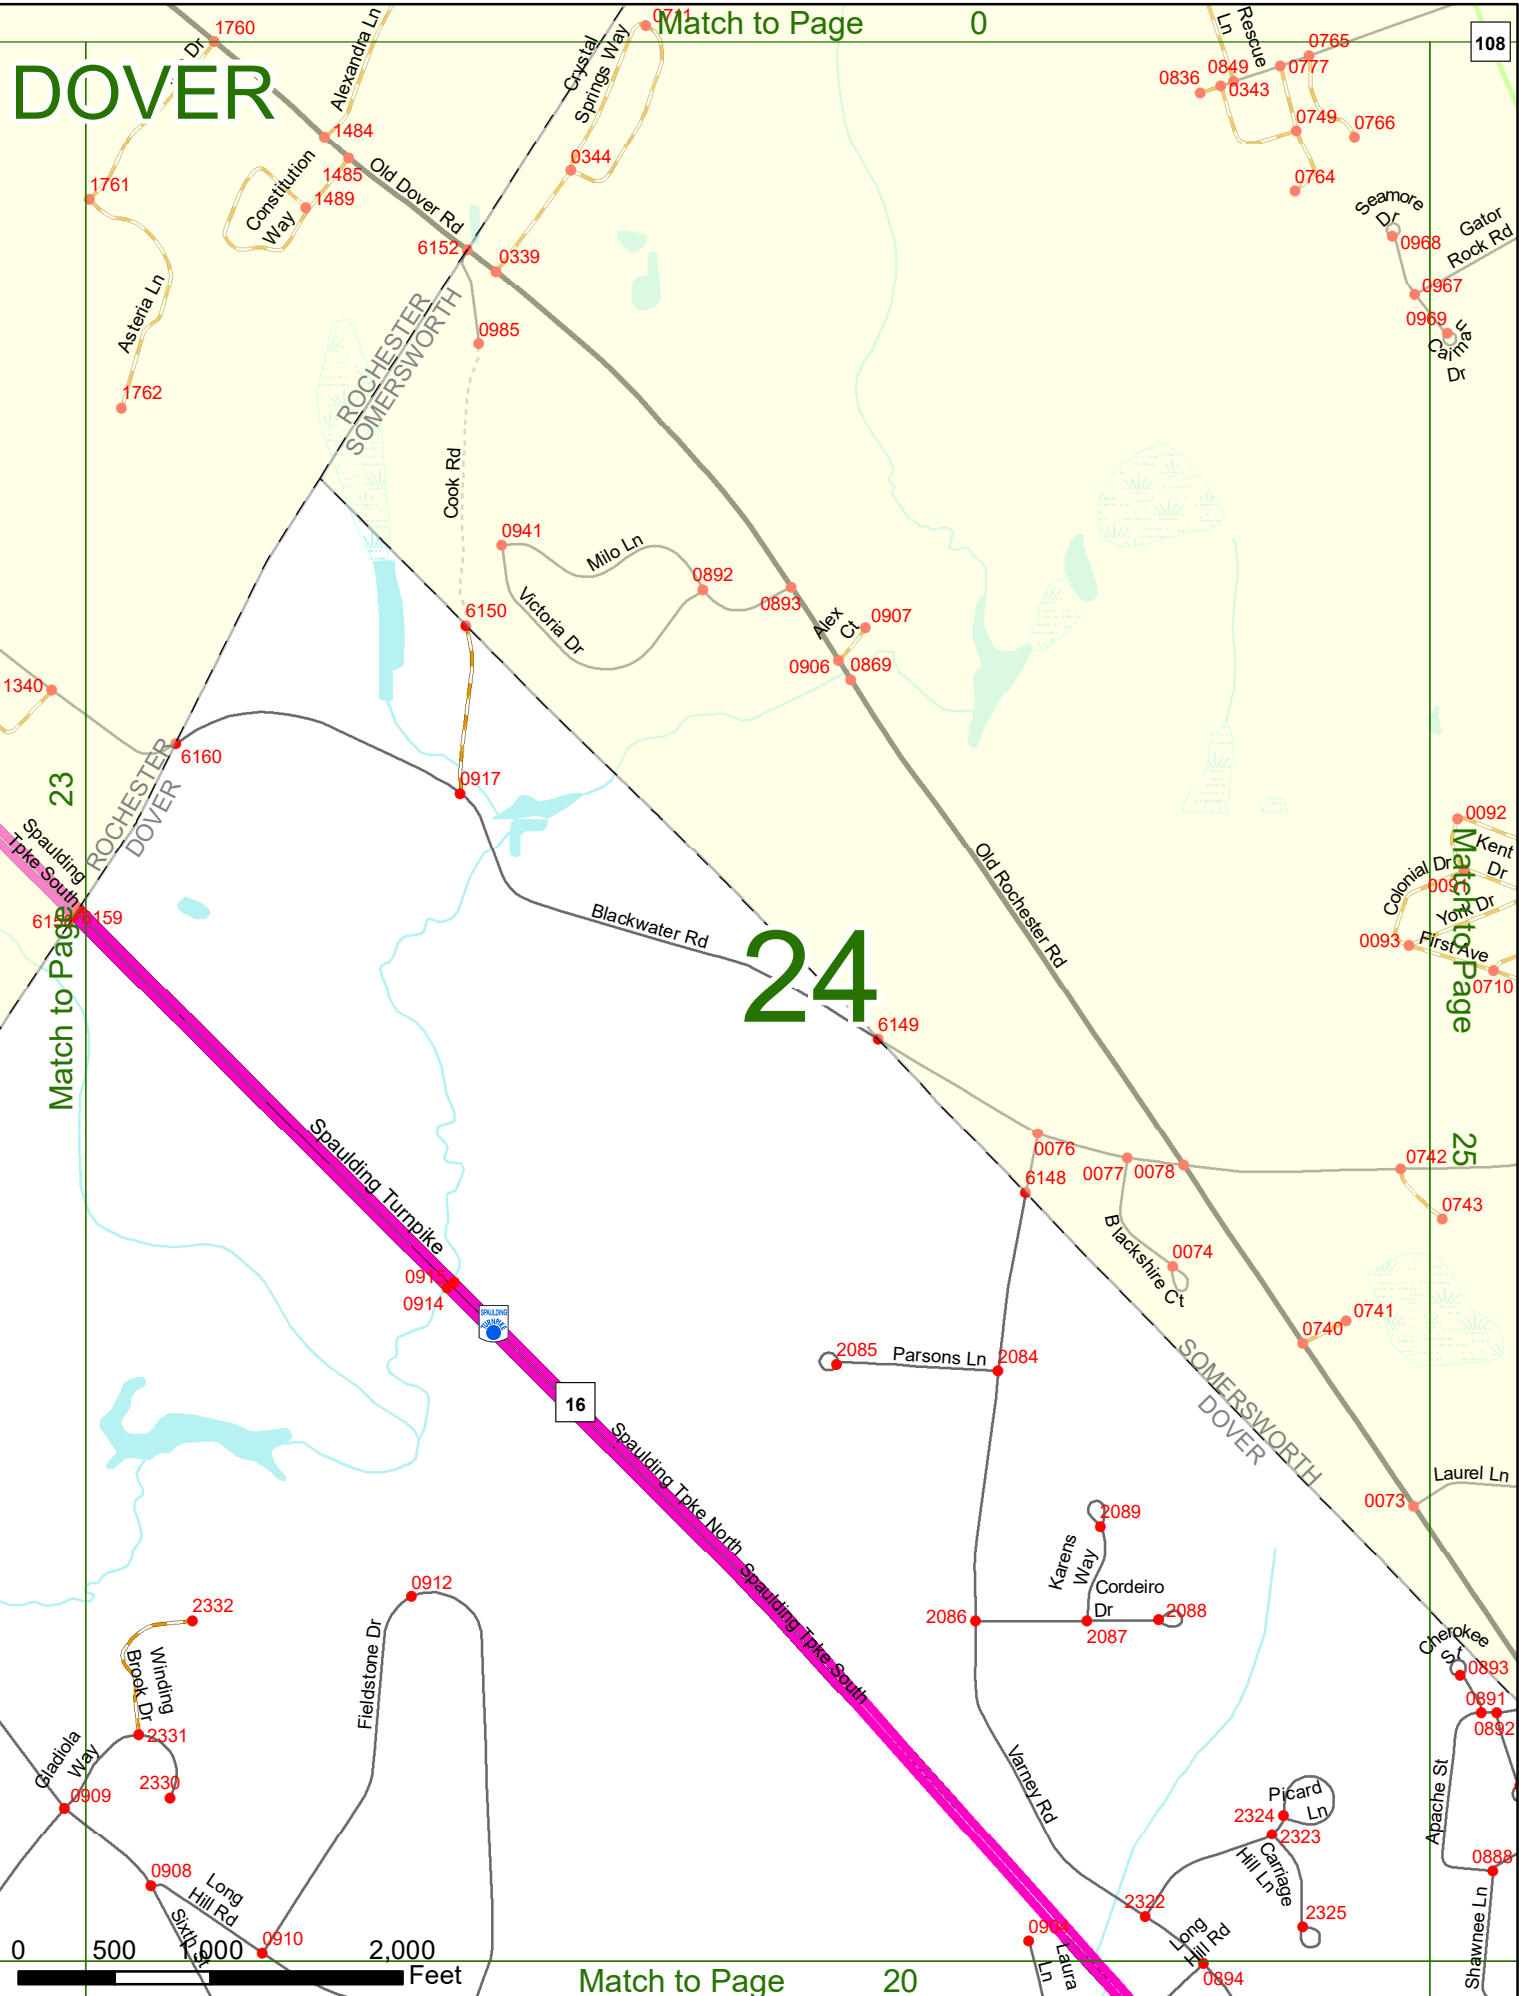 DOVER
Match to Page 0
108
1760
Dr
Alexandra Ln
Crystal
Springs Way
0711
Ln
Rescue
0765
0849
0777
0836
0343
0749
0766
0764
1484
1485
Constitution
Way
1489
Old Dover Rd
0344
1761
Asteria Ln
1762
6152
0339
0985
ROCHESTER
SOMERSWORTH
Seamore
Dr
0968
Gator
Rock Rd
0967
0969
Caiman
Dr
Cook Rd
0941
Milo Ln
0892
0893
Victoria Dr
6150
Alex
Ct
0907
0906
0869
1340
6160
ROCHESTER
DOVER
0917
Match to Page 23
Spaulding
Tpke South
6159
Blackwater Rd
24
Old Rochester Rd
6149
0092
Kent
Dr
Colonial Dr
York Dr
0093
First Ave
0710
Match to Page 25
0076
0077
0078
6148
0742
0743
Blackshire Ct
0074
Spaulding Turnpike
0915
0914
SPAULDING
TURNPIKE
16
0741
0740
2085
Parsons Ln
2084
SOMERSWORTH
DOVER
Laurel Ln
0073
Spaulding Tpke North
Spaulding Tpke South
2089
Karens
Way
Cordeiro
Dr
2086
2087
2088
2332
Winding
Brook Dr
2331
2330
0912
Fieldstone Dr
Gladiola
Way
0909
0908
Long
Hill Rd
Sixth St
0910
Cherokee
St
0893
0891
0892
Apache St
0888
Shawnee Ln
Varney Rd
Picard
Ln
2324
2323
Carriage
Hill Ln
2325
2322
Long
Hill Rd
0894
0904
Laura
Ln
0 500 1,000 2,000
Feet
Match to Page 20